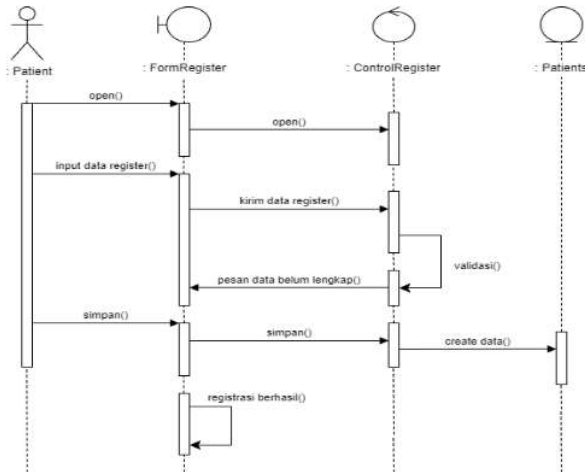 : Patient
: FormRegister
: ControlRegister
: Patients
open()
open()
input data register()
kirim data register()
validasi()
pesan data belum lengkap()
simpan()
simpan()
create data()
registrasi berhasil()